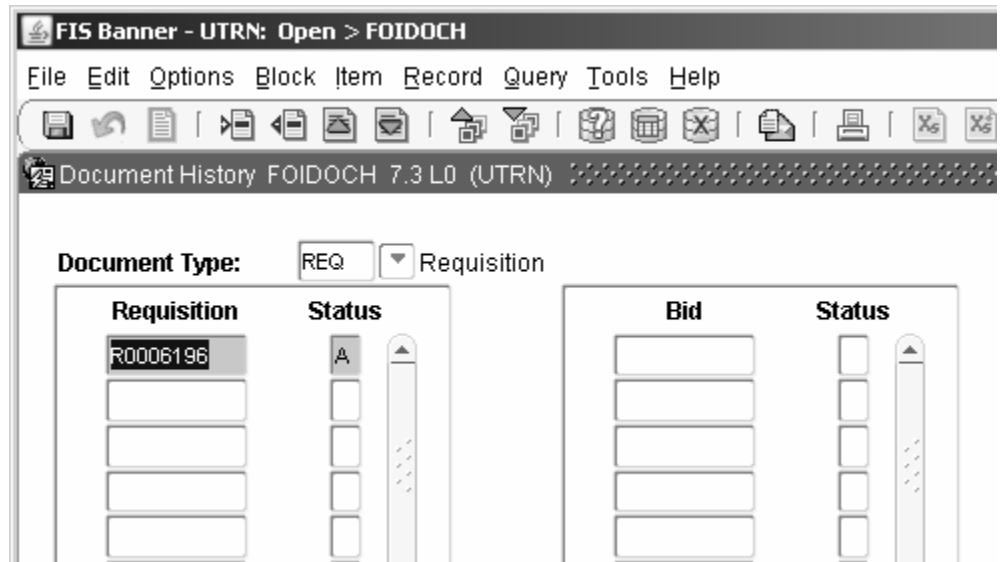 FIS Banner - UTRN: Open > FOIDOCH
File Edit Options Block Item Record Query Tools Help
Document History FOIDOCH 7.3 L0 (UTRN)
Document Type: REQ Requisition
Requisition Status Bid Status
R0006196 A